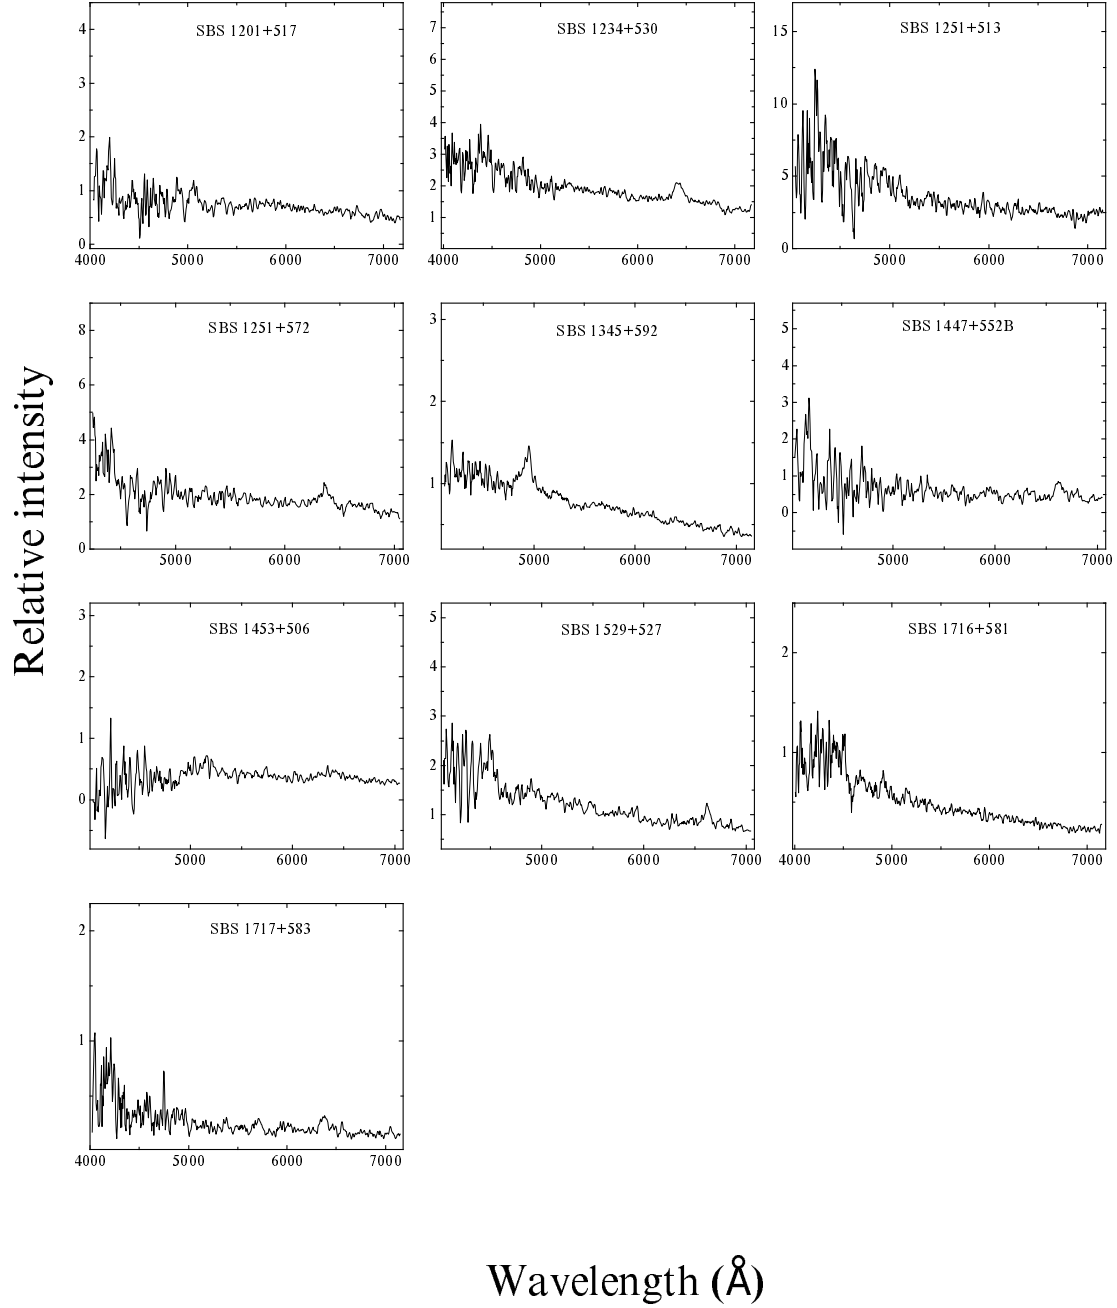 SBS 1201+517
4
3
2
1
0
4000 5000 6000 7000
SBS 1234+530
7
6
5
4
3
2
1
4000 5000 6000 7000
SBS 1251+513
15
10
5
0
5000 6000 7000
SBS 1251+572
8
6
4
2
0
5000 6000 7000
SBS 1345+592
3
2
1
5000 6000 7000
SBS 1447+552B
5
4
3
2
1
0
5000 6000 7000
SBS 1453+506
3
2
1
0
5000 6000 7000
SBS 1529+527
5
4
3
2
1
5000 6000 7000
SBS 1716+581
2
1
4000 5000 6000 7000
SBS 1717+583
2
1
4000 5000 6000 7000
Relative intensity
Wavelength (Å)